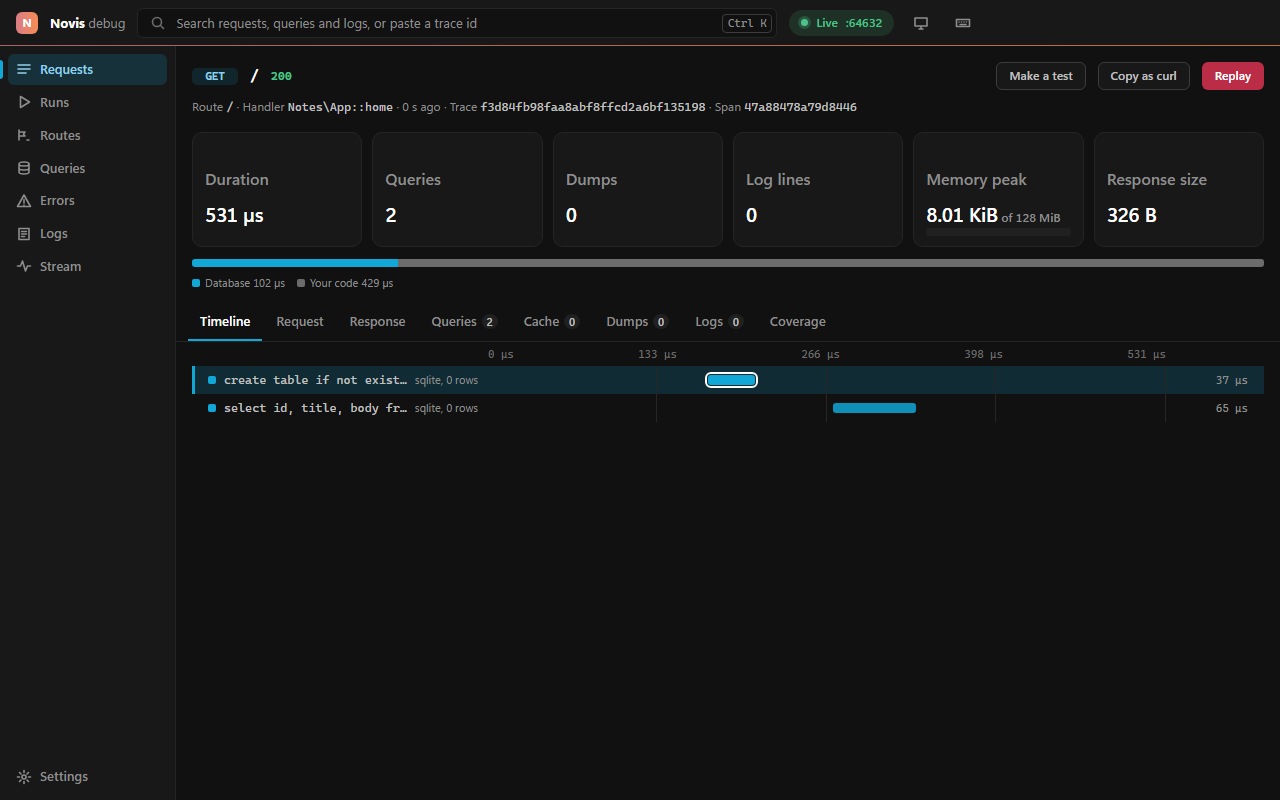 N Novis debug Search requests, queries and logs, or paste a trace id Ctrl K Live :64632
Requests
Runs
Routes
Queries
Errors
Logs
Stream
Settings
GET / 200 Make a test Copy as curl Replay
Route / · Handler Notes\App::home · 0 s ago · Trace f3d84fb98faa8abf8ffcd2a6bf135198 · Span 47a88478a79d8446
Duration Queries Dumps Log lines Memory peak Response size
531 µs 2 0 0 8.01 KiB of 128 MiB 326 B
Database 102 µs Your code 429 µs
Timeline Request Response Queries 2 Cache 0 Dumps 0 Logs 0 Coverage
0 µs 133 µs 266 µs 398 µs 531 µs
create table if not exist… sqlite, 0 rows 37 µs
select id, title, body fr… sqlite, 0 rows 65 µs